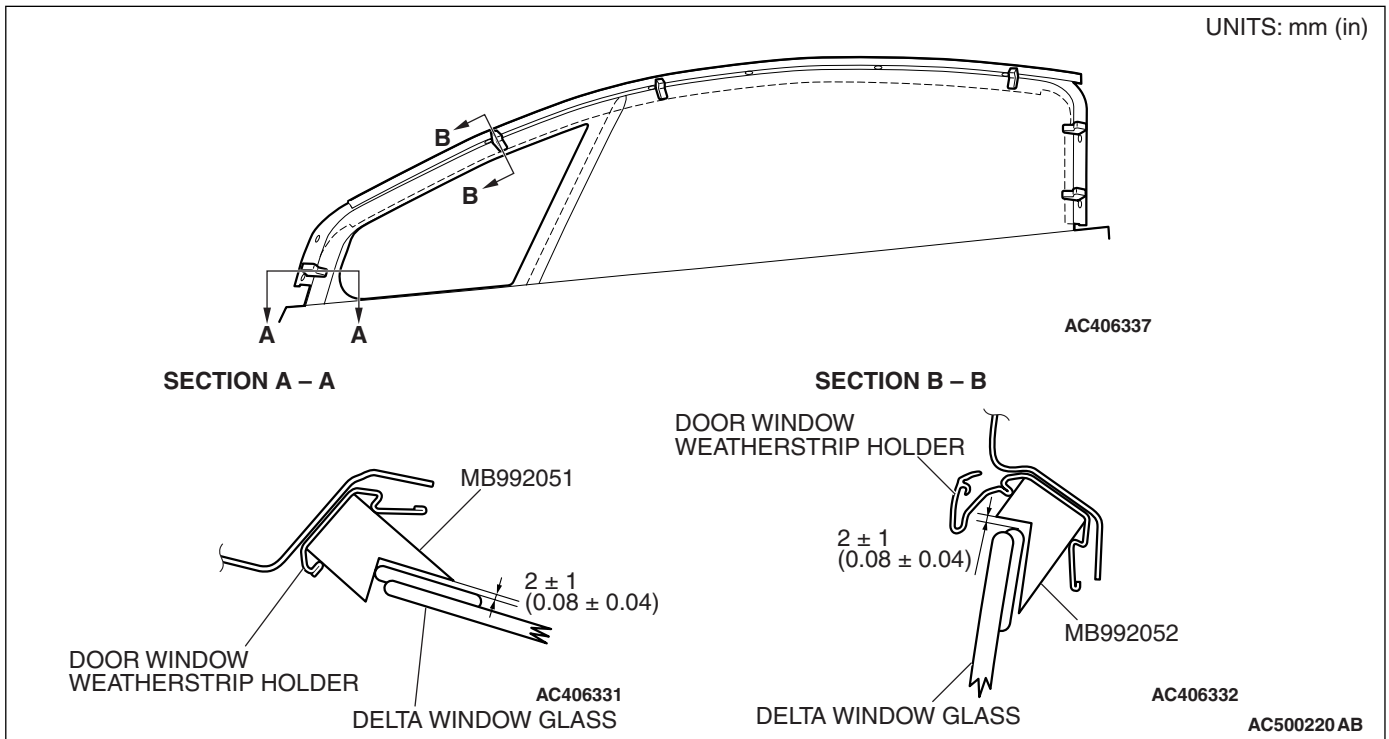 UNITS: mm (in)
B
B
A
A
AC406337
SECTION A – A
SECTION B – B
DOOR WINDOW
WEATHERSTRIP HOLDER
MB992051
2 ± 1
(0.08 ± 0.04)
DOOR WINDOW
WEATHERSTRIP HOLDER
AC406331
DELTA WINDOW GLASS
2 ± 1
(0.08 ± 0.04)
MB992052
DELTA WINDOW GLASS
AC406332
AC500220 AB